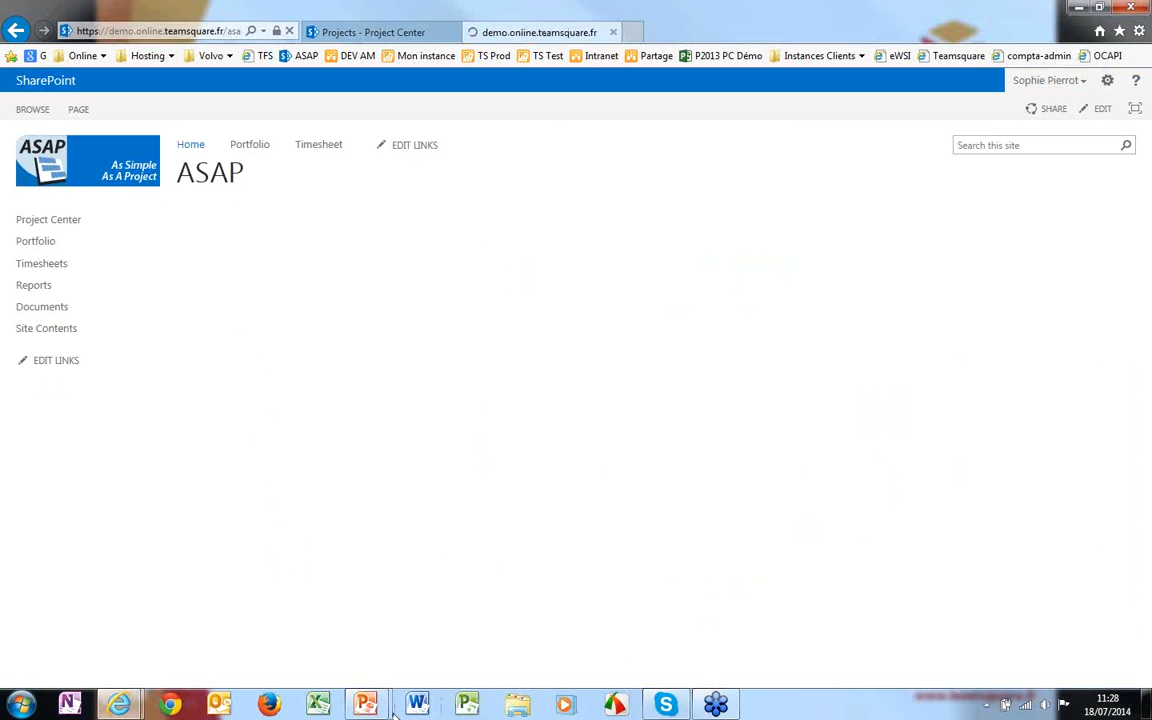 https://demo.online.teamsquare.fr/asa
Projects - Project Center
demo.online.teamsquare.fr
G
Online
Hosting
Volvo
TFS
ASAP
DEV AM
Mon instance
TS Prod
TS Test
Intranet
Partage
P2013 PC Démo
Instances Clients
eWSI
Teamsquare
compta-admin
OCAPI
SharePoint
Sophie Pierrot
?
BROWSE
PAGE
SHARE
EDIT
ASAP
As Simple
As A Project
Home
Portfolio
Timesheet
EDIT LINKS
Search this site
ASAP
Project Center
Portfolio
Timesheets
Reports
Documents
Site Contents
EDIT LINKS
11:28
18/07/2014